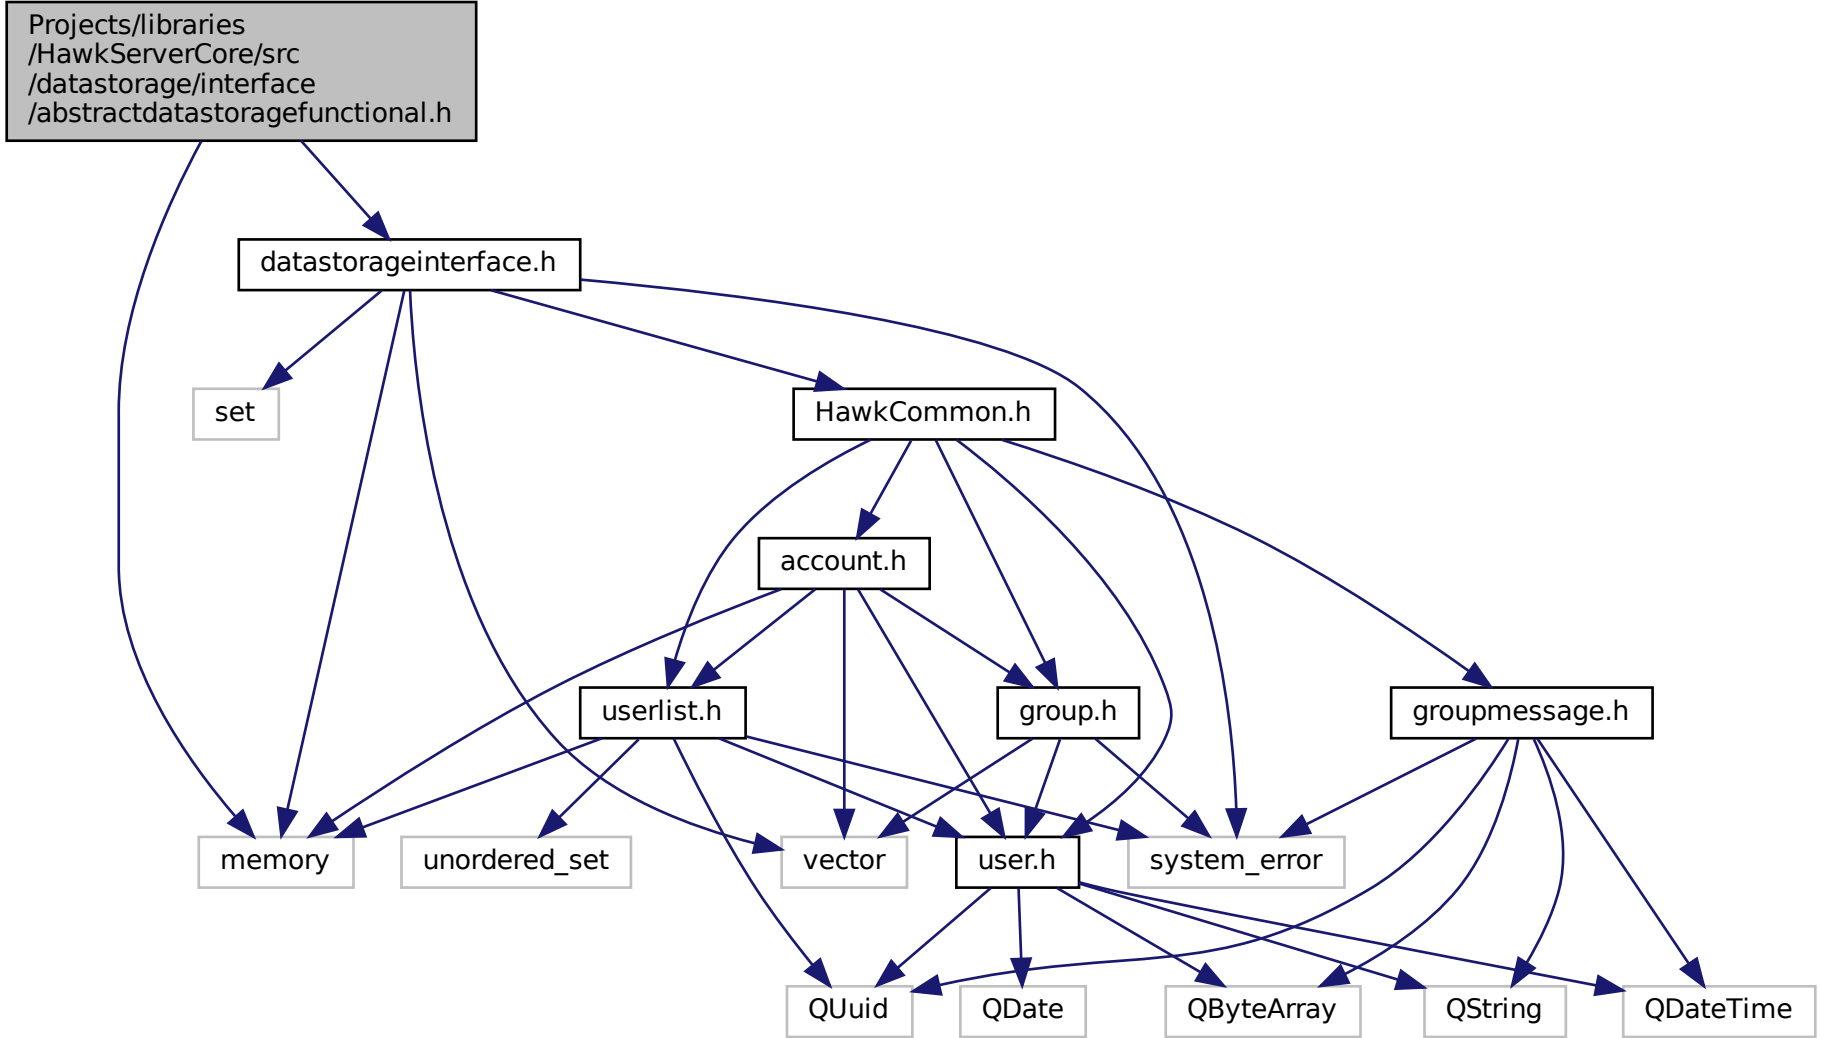 Projects/libraries
/HawkServerCore/src
/datastorage/interface
/abstractdatastoragefunctional.h
datastorageinterface.h
set
HawkCommon.h
account.h
userlist.h
group.h
groupmessage.h
memory
unordered_set
vector
user.h
system_error
QUuid
QDate
QByteArray
QString
QDateTime